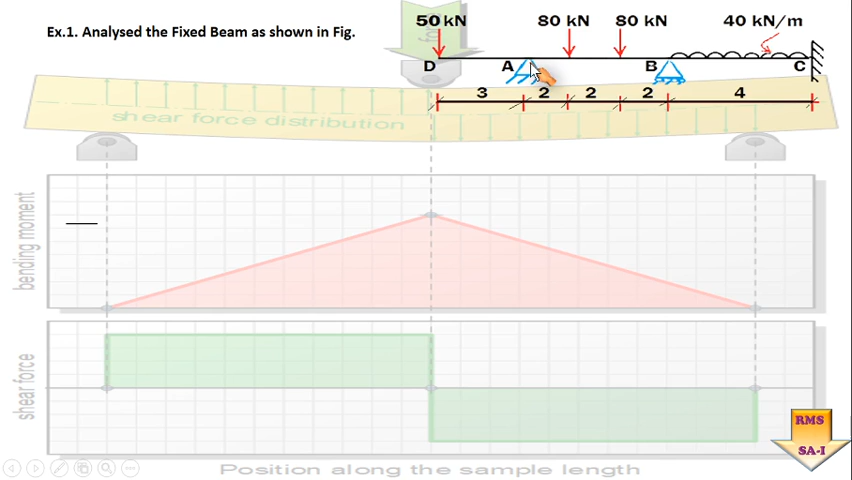 Ex.1. Analysed the Fixed Beam as shown in Fig.
50 kN 80 kN 80 kN 40 kN/m
D A B C
3 2 2 2 4
shear force distribution
bending moment
shear force
Position along the sample length
RMS
SA-I